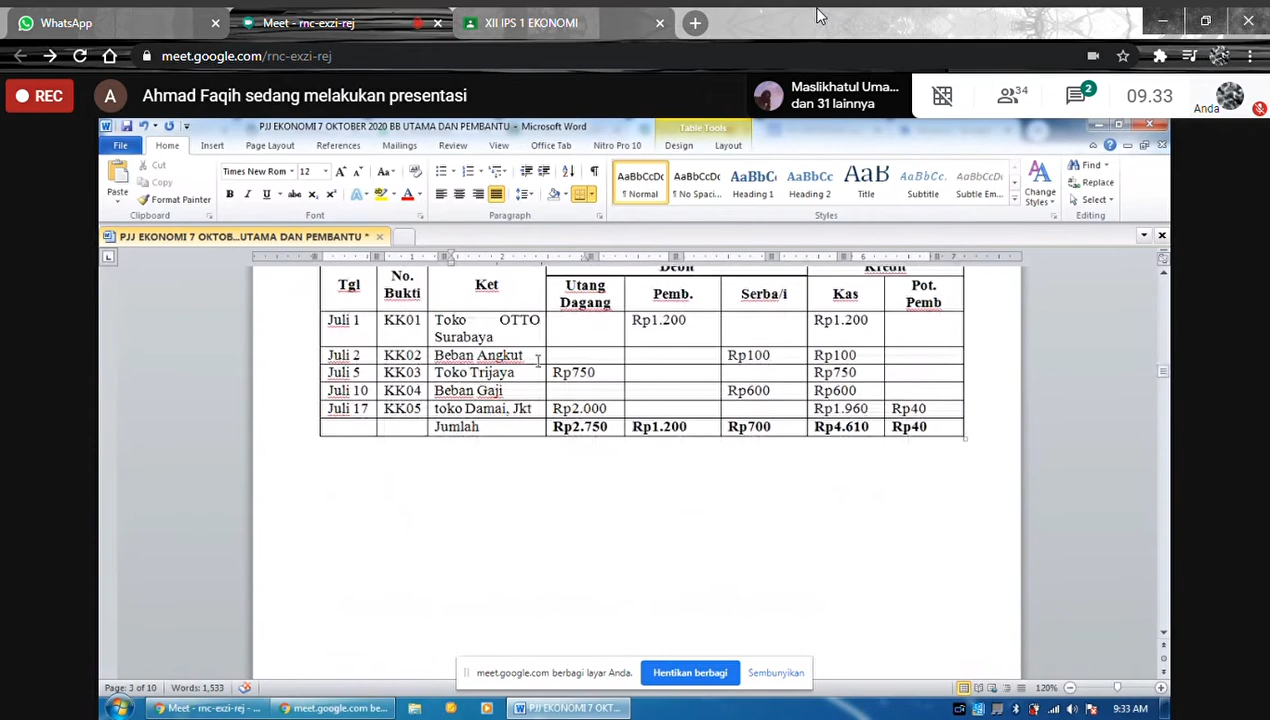 WhatsApp
Meet - rnc-exzi-rej
XII IPS 1 EKONOMI
meet.google.com/rnc-exzi-rej
REC
A
Ahmad Faqih sedang melakukan presentasi
Maslikhatul Uma...
dan 31 lainnya
34
2
09.33
Anda
PJJ EKONOMI 7 OKTOBER 2020 BB UTAMA DAN PEMBANTU - Microsoft Word
Table Tools
File Home Insert Page Layout References Mailings Review View Office Tab Nitro Pro 10 Design Layout
Paste
Cut
Copy
Format Painter
Clipboard
Times New Rom 12
Font
Paragraph
AaBbCcDc AaBbCcDc AaBbCc AaBbCc AaB AaBbCc. AaBbCcDc
¶ Normal ¶ No Spaci... Heading 1 Heading 2 Title Subtitle Subtle Em...
Styles
Change
Styles
Find
Replace
Select
Editing
PJJ EKONOMI 7 OKTOB...UTAMA DAN PEMBANTU *
1 2 6 7
Debit Kredit
Tgl No. Bukti Ket Utang Dagang Pemb. Serba/i Kas Pot. Pemb
Juli 1 KK01 Toko OTTO Surabaya Rp1.200 Rp1.200
Juli 2 KK02 Beban Angkut Rp100 Rp100
Juli 5 KK03 Toko Trijaya Rp750 Rp750
Juli 10 KK04 Beban Gaji Rp600 Rp600
Juli 17 KK05 toko Damai, Jkt Rp2.000 Rp1.960 Rp40
Jumlah Rp2.750 Rp1.200 Rp700 Rp4.610 Rp40
meet.google.com berbagi layar Anda.
Hentikan berbagi
Sembunyikan
Page: 3 of 10 Words: 1,533
120%
Meet - rnc-exzi-rej - ...
meet.google.com be...
PJJ EKONOMI 7 OKT...
9:33 AM